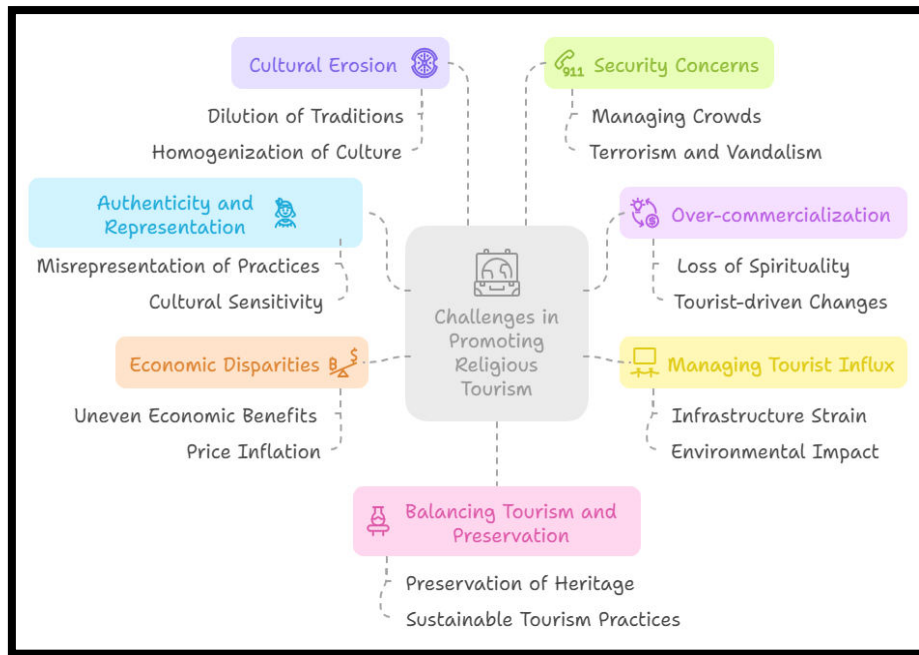 Cultural Erosion
Dilution of Traditions
Homogenization of Culture
911
Security Concerns
Managing Crowds
Terrorism and Vandalism
Authenticity and
Representation
Misrepresentation of Practices
Cultural Sensitivity
Over-commercialization
Loss of Spirituality
Tourist-driven Changes
Challenges in
Promoting
Religious
Tourism
Economic Disparities
B $
Uneven Economic Benefits
Price Inflation
$
Managing Tourist Influx
Infrastructure Strain
Environmental Impact
Balancing Tourism and
Preservation
Preservation of Heritage
Sustainable Tourism Practices